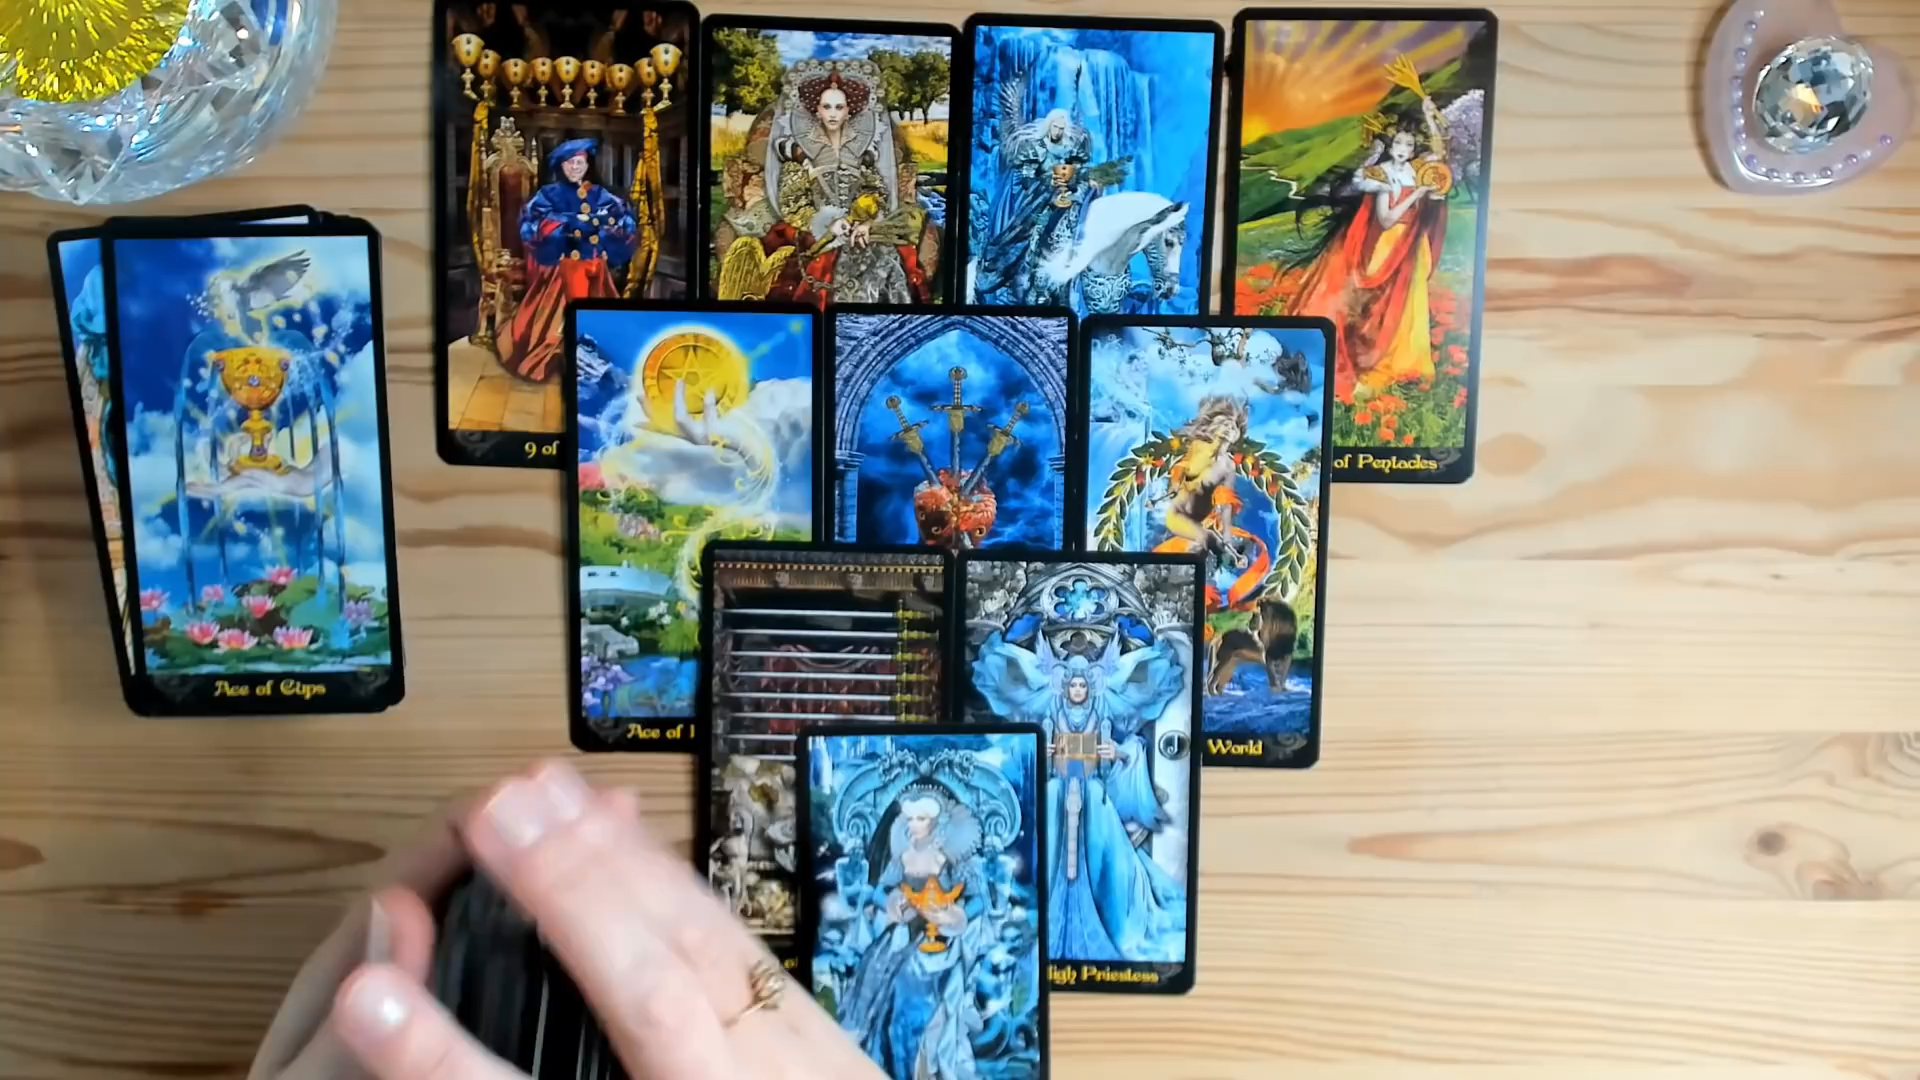 9 of
of Pentacles
Ace of Cups
Ace of
World
High Priestess